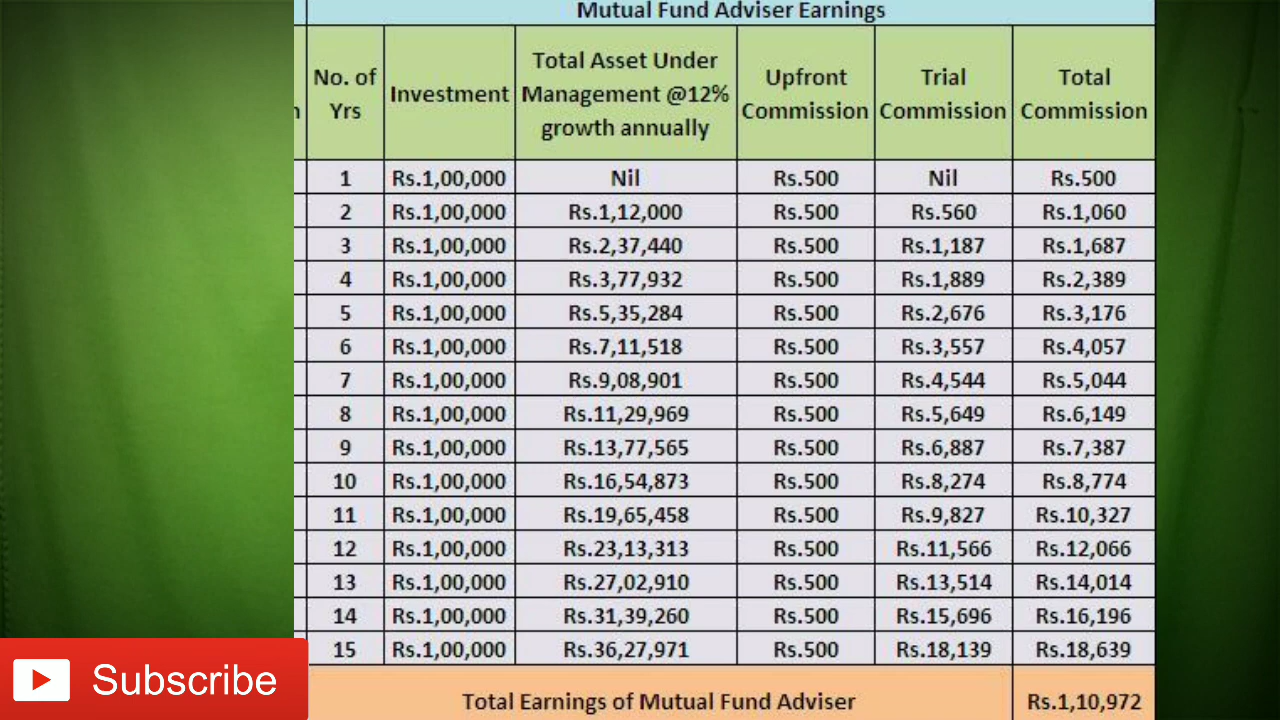 Mutual Fund Adviser Earnings
No. of Yrs Investment Total Asset Under Management @12% growth annually Upfront Commission Trial Commission Total Commission
1 Rs.1,00,000 Nil Rs.500 Nil Rs.500
2 Rs.1,00,000 Rs.1,12,000 Rs.500 Rs.560 Rs.1,060
3 Rs.1,00,000 Rs.2,37,440 Rs.500 Rs.1,187 Rs.1,687
4 Rs.1,00,000 Rs.3,77,932 Rs.500 Rs.1,889 Rs.2,389
5 Rs.1,00,000 Rs.5,35,284 Rs.500 Rs.2,676 Rs.3,176
6 Rs.1,00,000 Rs.7,11,518 Rs.500 Rs.3,557 Rs.4,057
7 Rs.1,00,000 Rs.9,08,901 Rs.500 Rs.4,544 Rs.5,044
8 Rs.1,00,000 Rs.11,29,969 Rs.500 Rs.5,649 Rs.6,149
9 Rs.1,00,000 Rs.13,77,565 Rs.500 Rs.6,887 Rs.7,387
10 Rs.1,00,000 Rs.16,54,873 Rs.500 Rs.8,274 Rs.8,774
11 Rs.1,00,000 Rs.19,65,458 Rs.500 Rs.9,827 Rs.10,327
12 Rs.1,00,000 Rs.23,13,313 Rs.500 Rs.11,566 Rs.12,066
13 Rs.1,00,000 Rs.27,02,910 Rs.500 Rs.13,514 Rs.14,014
14 Rs.1,00,000 Rs.31,39,260 Rs.500 Rs.15,696 Rs.16,196
15 Rs.1,00,000 Rs.36,27,971 Rs.500 Rs.18,139 Rs.18,639
Total Earnings of Mutual Fund Adviser Rs.1,10,972
Subscribe